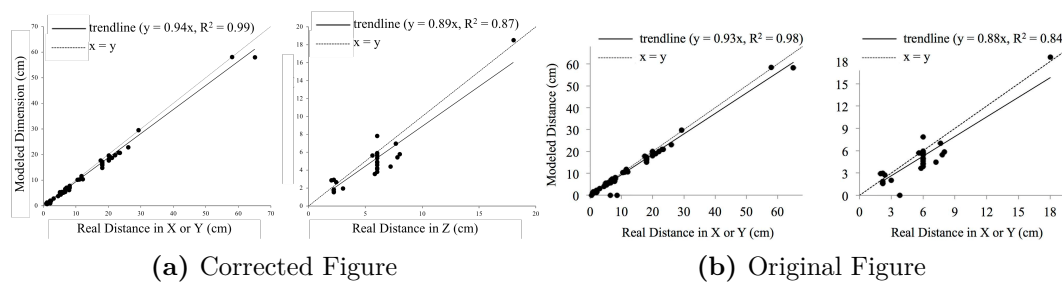 trendline (y = 0.94x, R² = 0.99)
x = y
Modeled Dimension (cm)
70
60
50
40
30
20
10
0
0 10 20 30 40 50 60 70
Real Distance in X or Y (cm)
trendline (y = 0.89x, R² = 0.87)
x = y
20
18
16
14
12
10
8
6
4
2
0
0 5 10 15 20
Real Distance in Z (cm)
(a) Corrected Figure
trendline (y = 0.93x, R² = 0.98)
x = y
Modeled Distance (cm)
60
50
40
30
20
10
0
0 10 20 30 40 50 60
Real Distance in X or Y (cm)
trendline (y = 0.88x, R² = 0.84
x = y
18
15
12
9
6
3
0
0 3 6 9 12 15 18
Real Distance in X or Y (cm)
(b) Original Figure